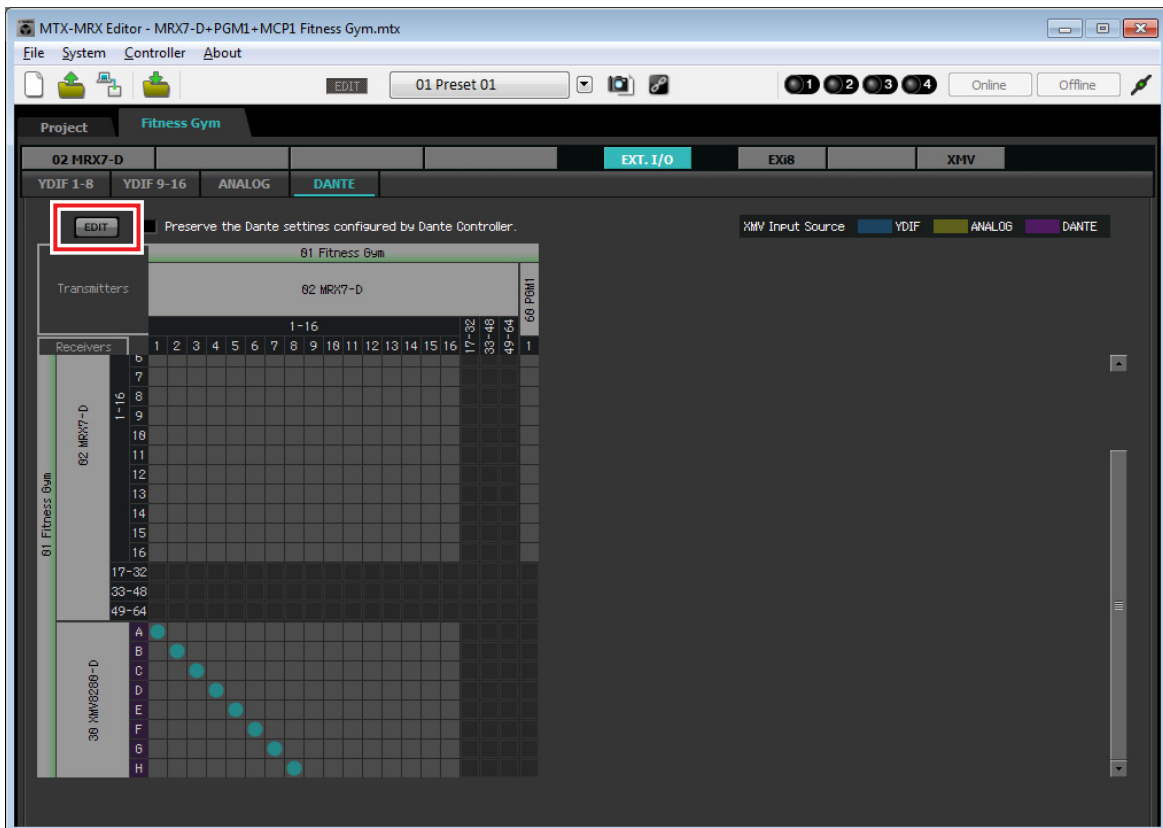 MTX-MRX Editor - MRX7-D+PGM1+MCP1 Fitness Gym.mtx
File System Controller About
EDIT 01 Preset 01 1 2 3 4 Online Offline
Project Fitness Gym
02 MRX7-D EXT. I/O EXi8 XMV
YDIF 1-8 YDIF 9-16 ANALOG DANTE
EDIT Preserve the Dante settings configured by Dante Controller. XMV Input Source YDIF ANALOG DANTE
01 Fitness Gym
Transmitters 02 MRX7-D 60 PGM1
1-16 17-32 33-48 49-64
Receivers 1 2 3 4 5 6 7 8 9 10 11 12 13 14 15 16 1
01 Fitness Gym
02 MRX7-D
1-16
6
7
8
9
10
11
12
13
14
15
16
17-32
33-48
49-64
30 XMV8280-D
A
B
C
D
E
F
G
H